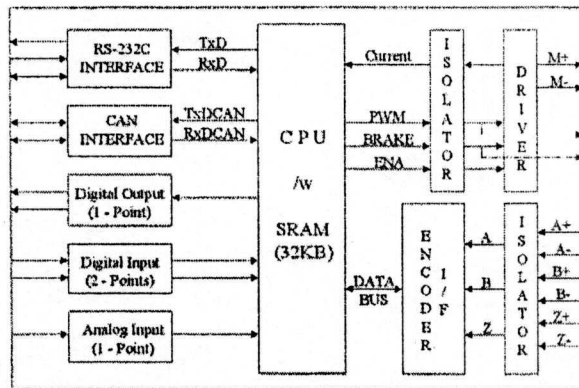 RS-232C
INTERFACE
TxD
RxD
CAN
INTERFACE
TxDCAN
RxDCAN
Digital Output
(1 - Point)
Digital Input
(2 - Points)
Analog Input
(1 - Point)
CPU
/w
SRAM
(32KB)
Current
PWM
BRAKE
ENA
ISOLATOR
DRIVER
M+
M-
DATA
BUS
ENCODER
I/F
A
B
Z
ISOLATOR
A+
A-
B+
B-
Z+
Z-